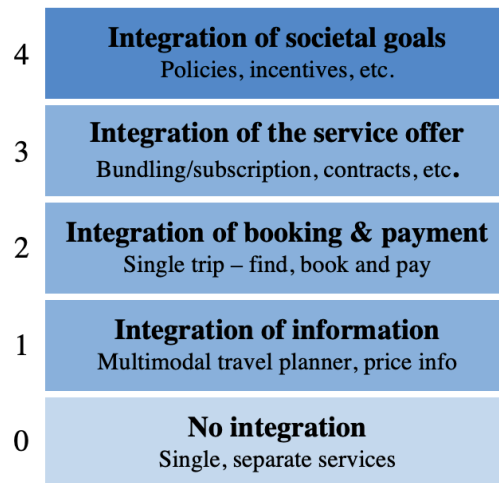 4
Integration of societal goals
Policies, incentives, etc.
3
Integration of the service offer
Bundling/subscription, contracts, etc.
2
Integration of booking & payment
Single trip – find, book and pay
1
Integration of information
Multimodal travel planner, price info
0
No integration
Single, separate services